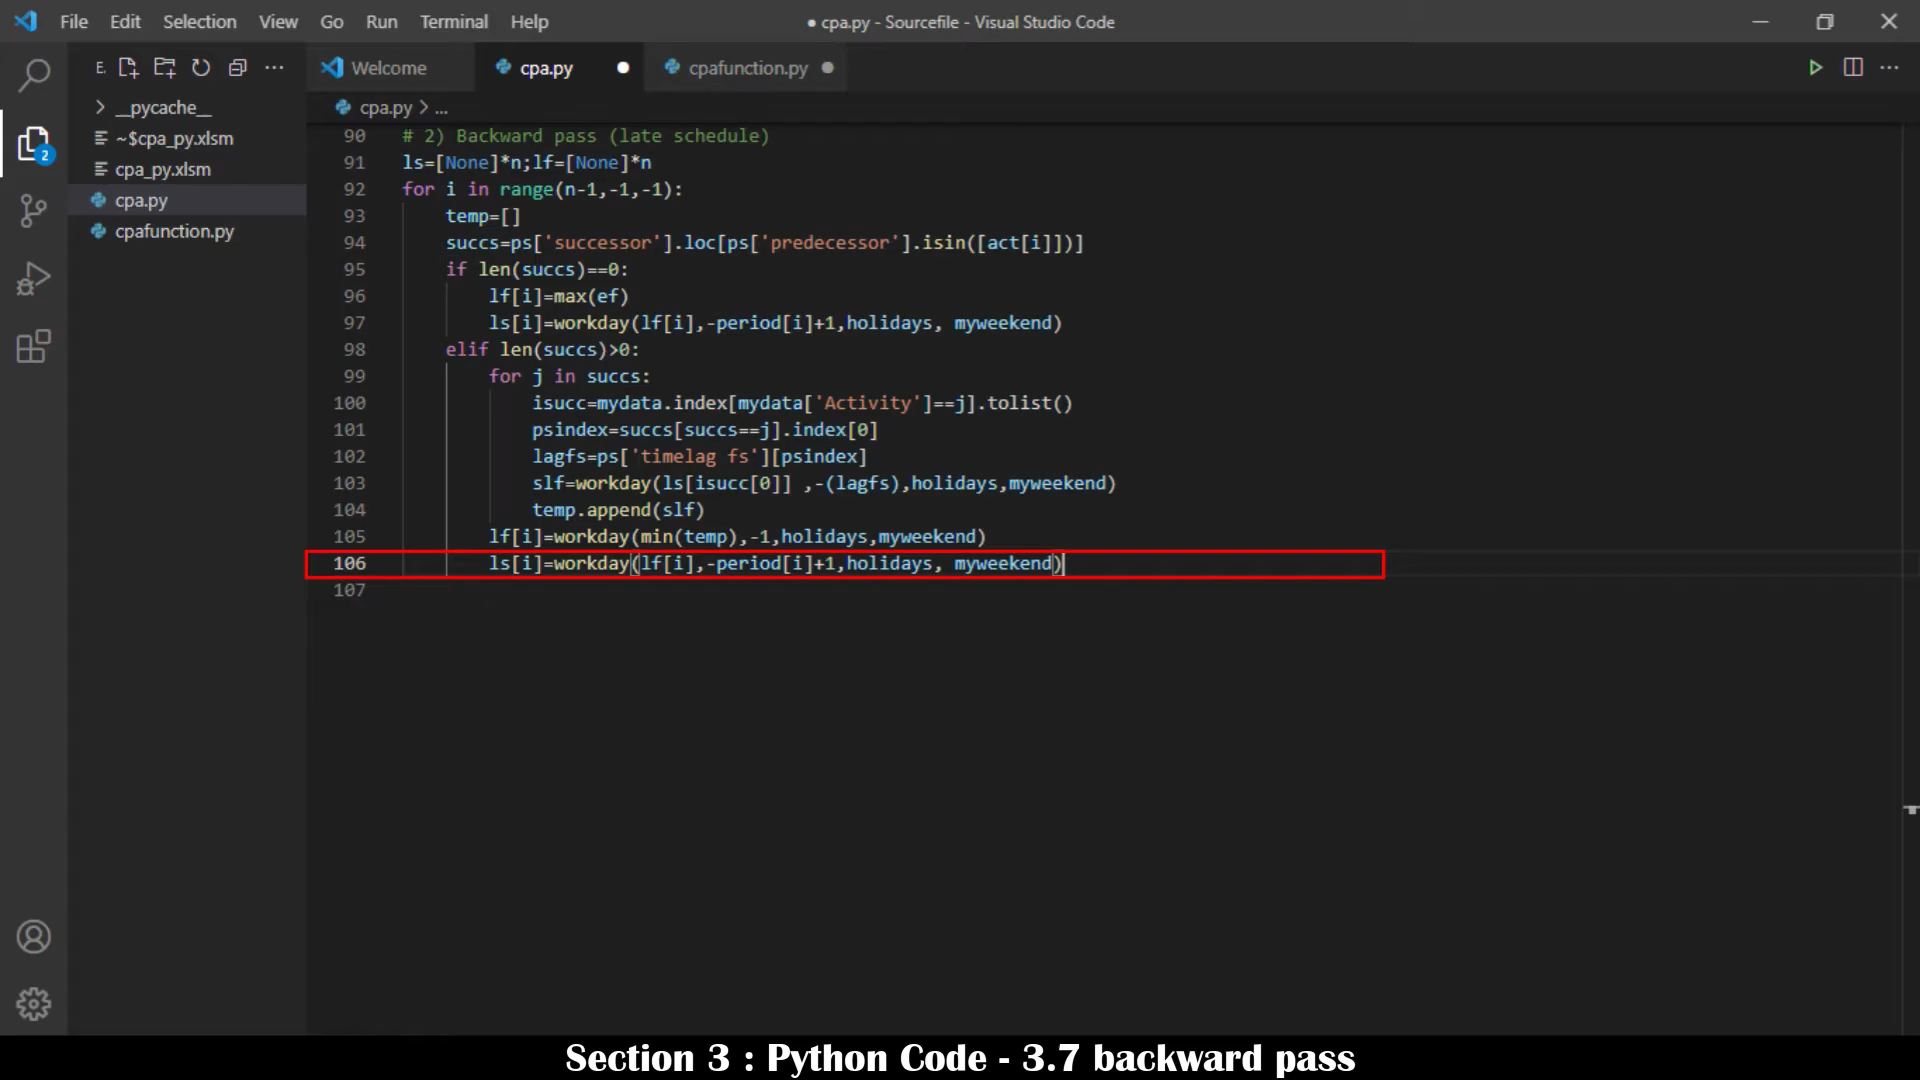 File Edit Selection View Go Run Terminal Help
● cpa.py - Sourcefile - Visual Studio Code
E.
Welcome
cpa.py
cpafunction.py
__pycache__
~$cpa_py.xlsm
cpa_py.xlsm
cpa.py
cpafunction.py
2
cpa.py > ...
90 # 2) Backward pass (late schedule)
91 ls=[None]*n;lf=[None]*n
92 for i in range(n-1,-1,-1):
93 temp=[]
94 succs=ps['successor'].loc[ps['predecessor'].isin([act[i]])]
95 if len(succs)==0:
96 lf[i]=max(ef)
97 ls[i]=workday(lf[i],-period[i]+1,holidays, myweekend)
98 elif len(succs)>0:
99 for j in succs:
100 isucc=mydata.index[mydata['Activity']==j].tolist()
101 psindex=succs[succs==j].index[0]
102 lagfs=ps['timelag fs'][psindex]
103 slf=workday(ls[isucc[0]] ,-(lagfs),holidays,myweekend)
104 temp.append(slf)
105 lf[i]=workday(min(temp),-1,holidays,myweekend)
106 ls[i]=workday(lf[i],-period[i]+1,holidays, myweekend)
107
Section 3 : Python Code - 3.7 backward pass